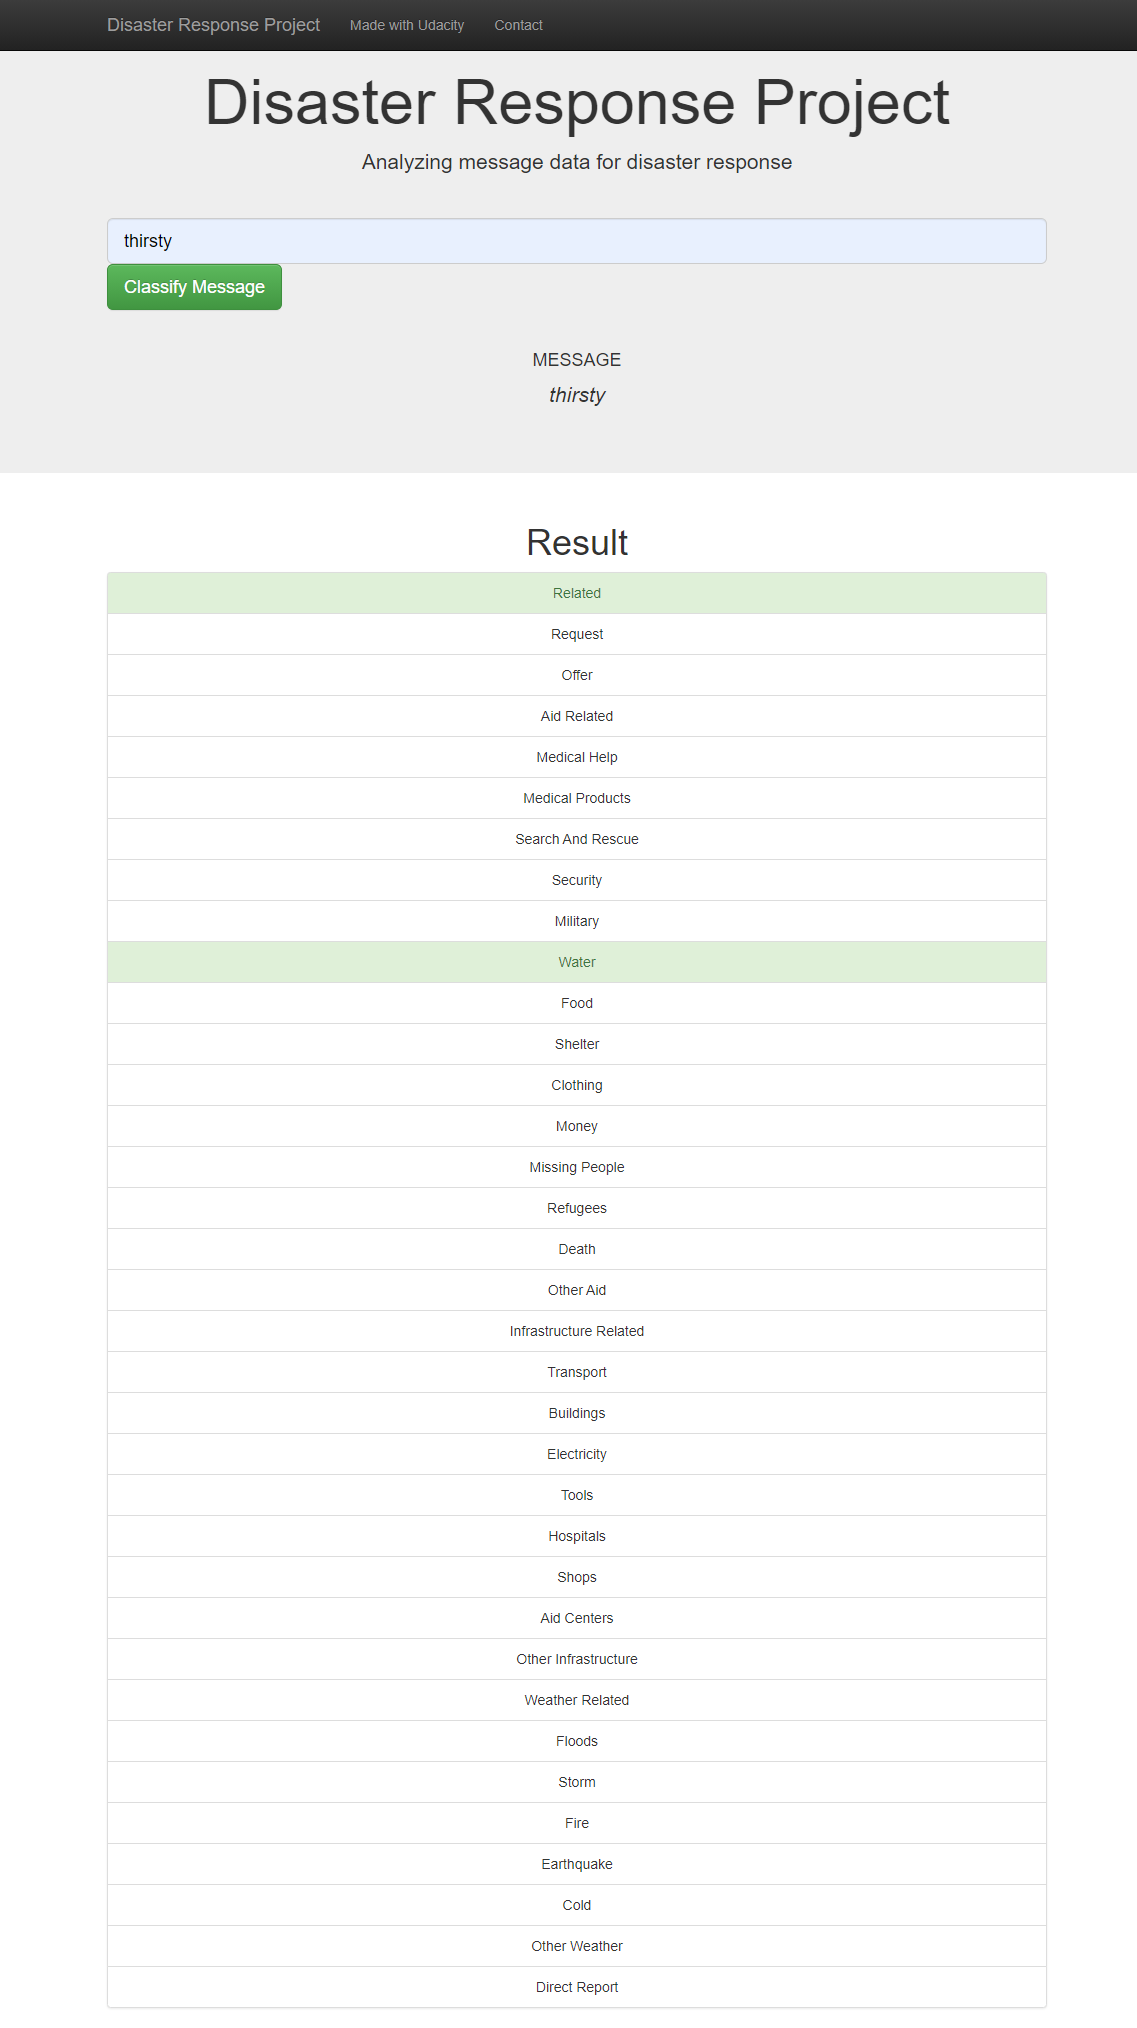 Disaster Response Project Made with Udacity Contact
Disaster Response Project
Analyzing message data for disaster response
thirsty
Classify Message
MESSAGE
thirsty
Result
Related
Request
Offer
Aid Related
Medical Help
Medical Products
Search And Rescue
Security
Military
Water
Food
Shelter
Clothing
Money
Missing People
Refugees
Death
Other Aid
Infrastructure Related
Transport
Buildings
Electricity
Tools
Hospitals
Shops
Aid Centers
Other Infrastructure
Weather Related
Floods
Storm
Fire
Earthquake
Cold
Other Weather
Direct Report